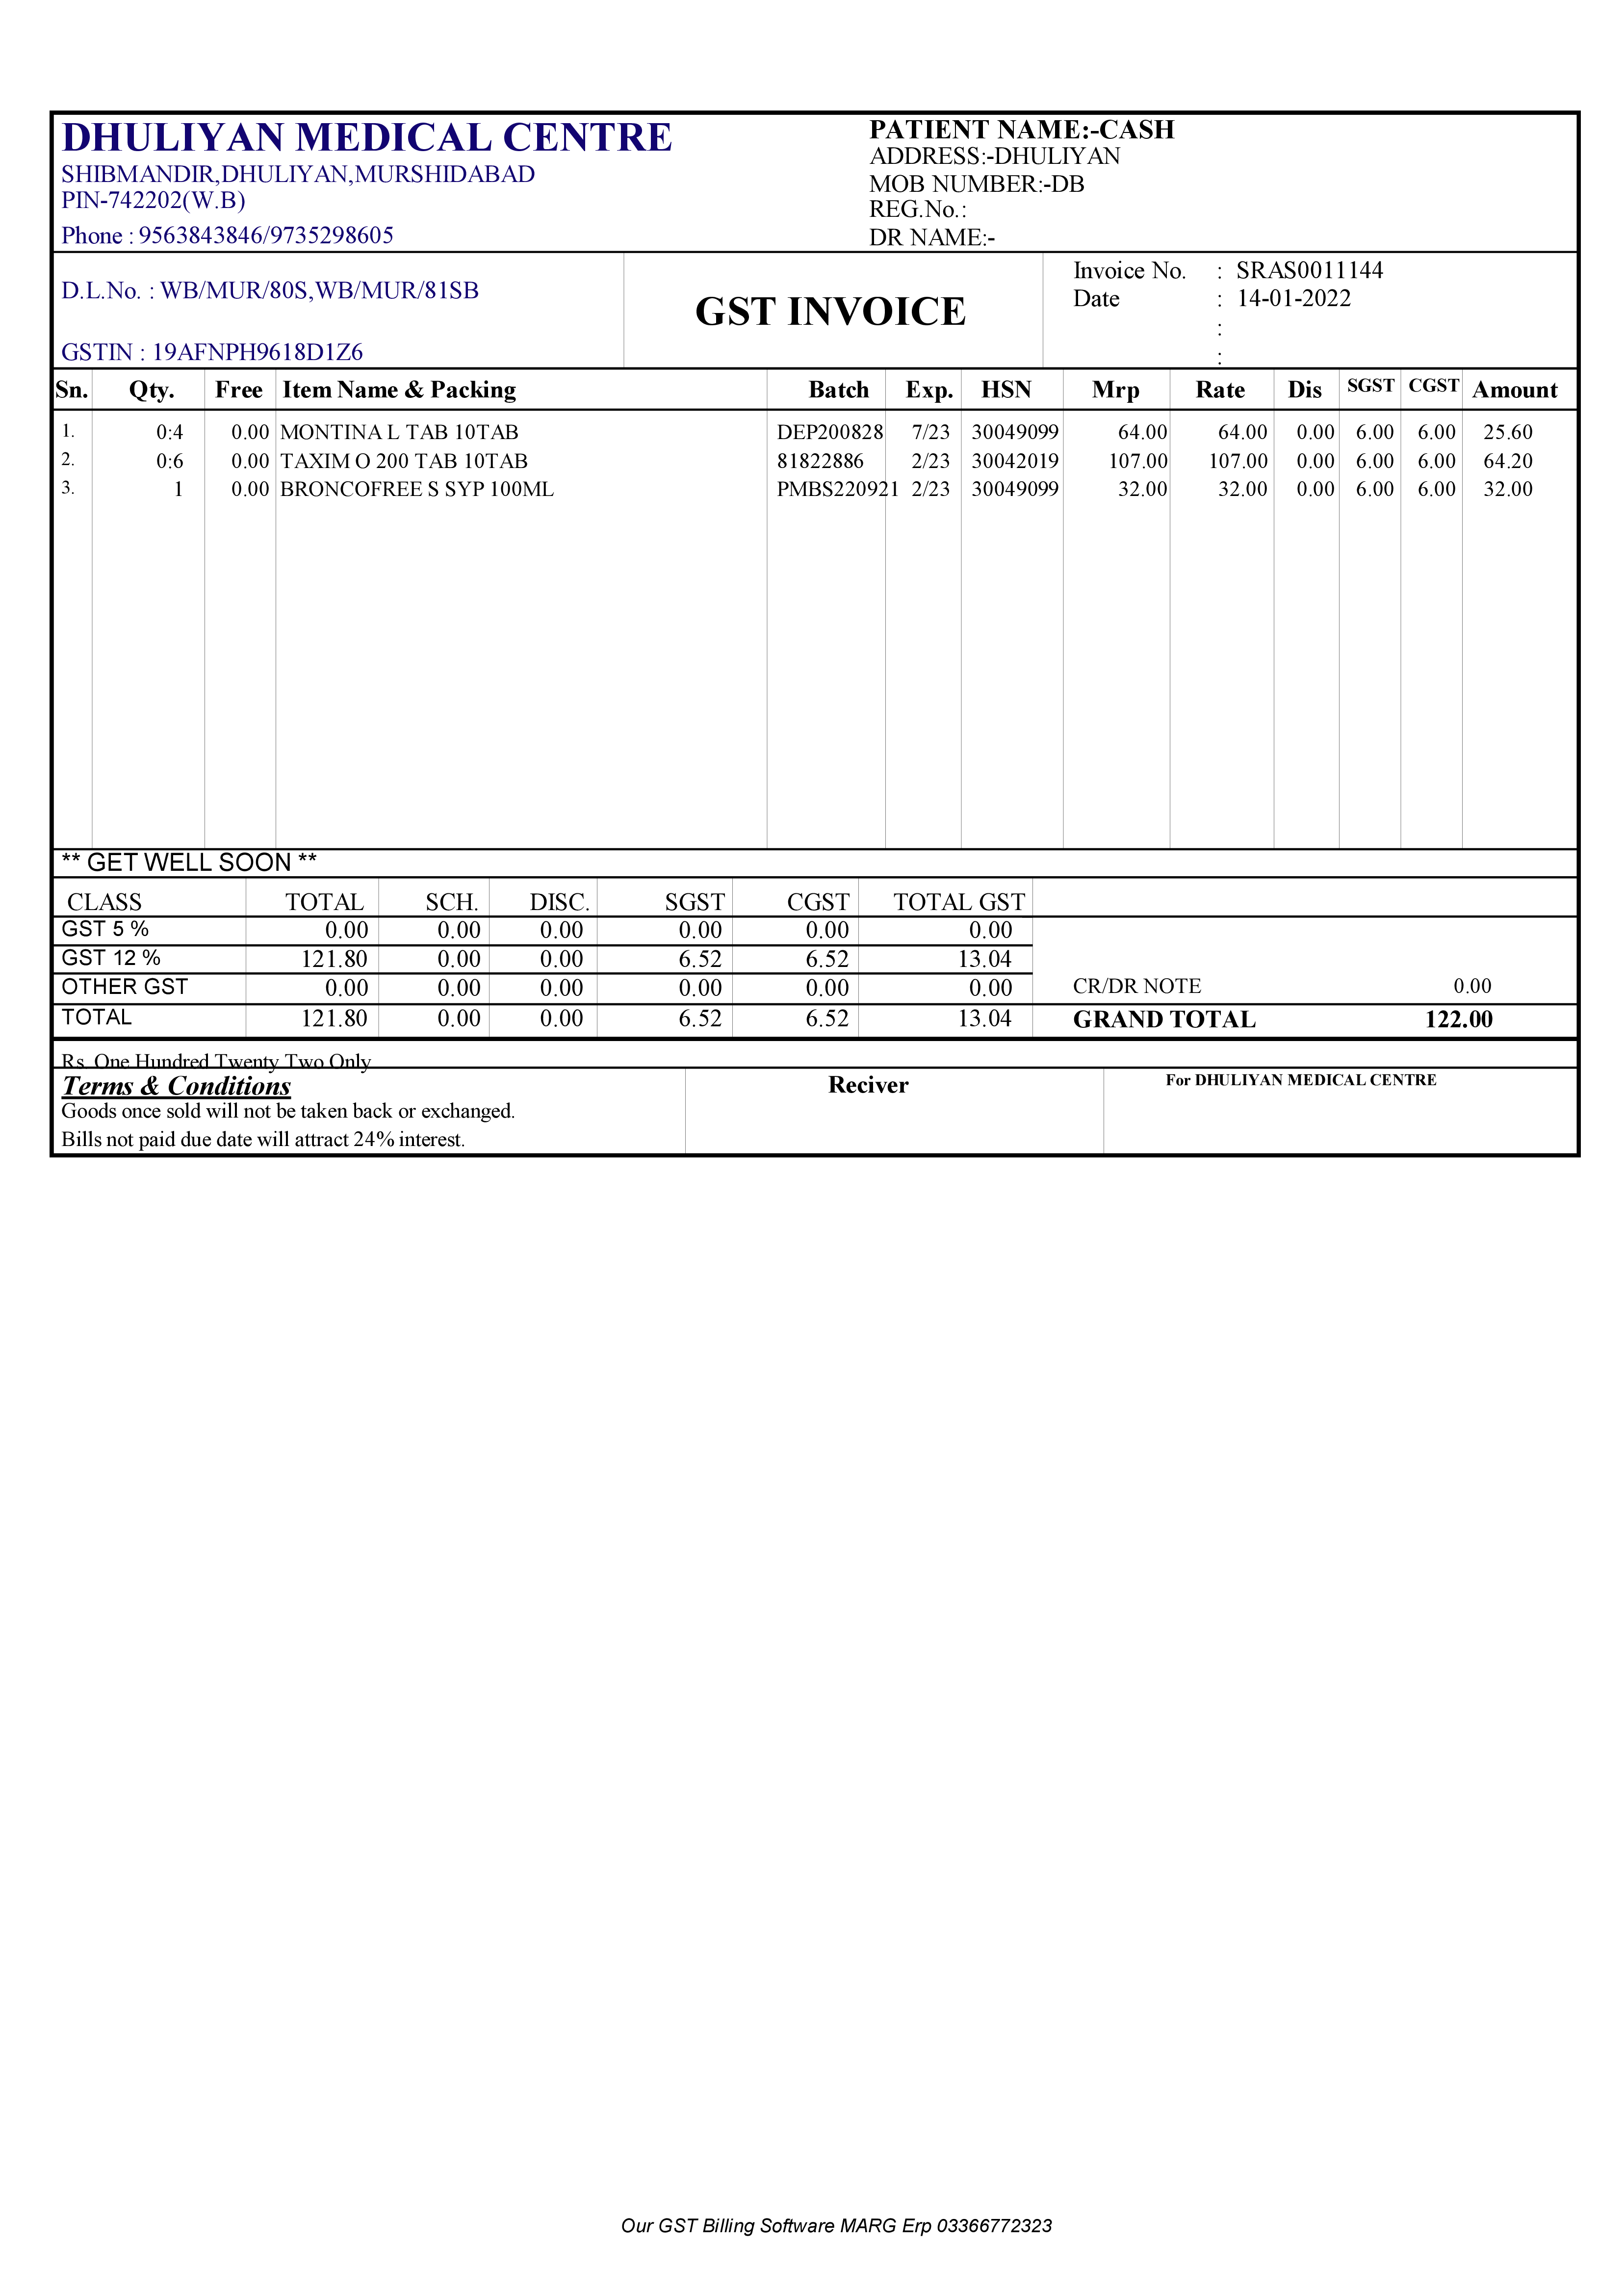 DHULIYAN MEDICAL CENTRE
SHIBMANDIR,DHULIYAN,MURSHIDABAD
PIN-742202(W.B)
Phone : 9563843846/9735298605
PATIENT NAME:-CASH
ADDRESS:-DHULIYAN
MOB NUMBER:-DB
REG.No.:
DR NAME:-
D.L.No. : WB/MUR/80S,WB/MUR/81SB
GSTIN : 19AFNPH9618D1Z6
GST INVOICE
Invoice No. : SRAS0011144
Date : 14-01-2022
:
:
Sn. Qty. Free Item Name & Packing Batch Exp. HSN Mrp Rate Dis SGST CGST Amount
1. 0:4 0.00 MONTINA L TAB 10TAB DEP200828 7/23 30049099 64.00 64.00 0.00 6.00 6.00 25.60
2. 0:6 0.00 TAXIM O 200 TAB 10TAB 81822886 2/23 30042019 107.00 107.00 0.00 6.00 6.00 64.20
3. 1 0.00 BRONCOFREE S SYP 100ML PMBS220921 2/23 30049099 32.00 32.00 0.00 6.00 6.00 32.00
** GET WELL SOON **
CLASS TOTAL SCH. DISC. SGST CGST TOTAL GST
GST 5 % 0.00 0.00 0.00 0.00 0.00 0.00
GST 12 % 121.80 0.00 0.00 6.52 6.52 13.04
OTHER GST 0.00 0.00 0.00 0.00 0.00 0.00 CR/DR NOTE 0.00
TOTAL 121.80 0.00 0.00 6.52 6.52 13.04 GRAND TOTAL 122.00
Rs. One Hundred Twenty Two Only
Terms & Conditions
Goods once sold will not be taken back or exchanged.
Bills not paid due date will attract 24% interest.
Reciver
For DHULIYAN MEDICAL CENTRE
Our GST Billing Software MARG Erp 03366772323